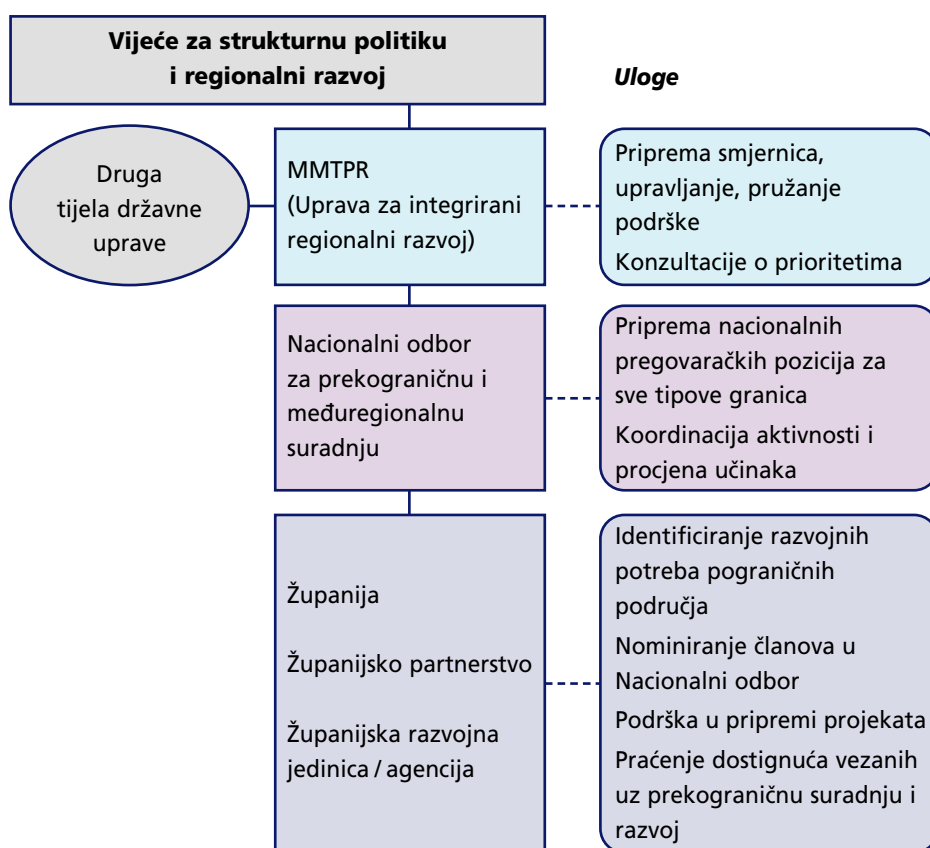 Vijeće za strukturnu politiku
i regionalni razvoj
Uloge
Druga
tijela državne
uprave
MMTPR
(Uprava za integrirani
regionalni razvoj)
Priprema smjernica,
upravljanje, pružanje
podrške
Konzultacije o prioritetima
Nacionalni odbor
za prekograničnu i
međuregionalnu
suradnju
Priprema nacionalnih
pregovaračkih pozicija za
sve tipove granica
Koordinacija aktivnosti i
procjena učinaka
Županija
Županijsko partnerstvo
Županijska razvojna
jedinica / agencija
Identificiranje razvojnih
potreba pograničnih
područja
Nominiranje članova u
Nacionalni odbor
Podrška u pripremi projekata
Praćenje dostignuća vezanih
uz prekograničnu suradnju i
razvoj